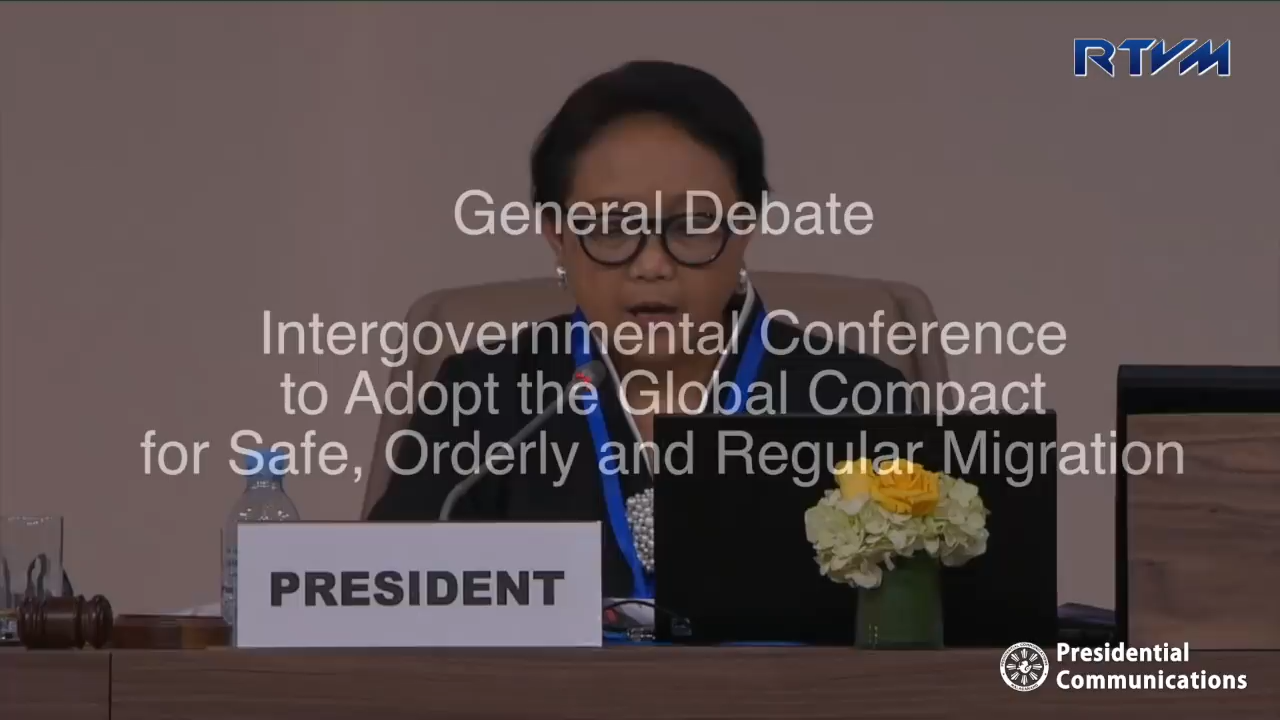 RTVM
General Debate
Intergovernmental Conference
to Adopt the Global Compact
for Safe, Orderly and Regular Migration
PRESIDENT
Presidential
Communications